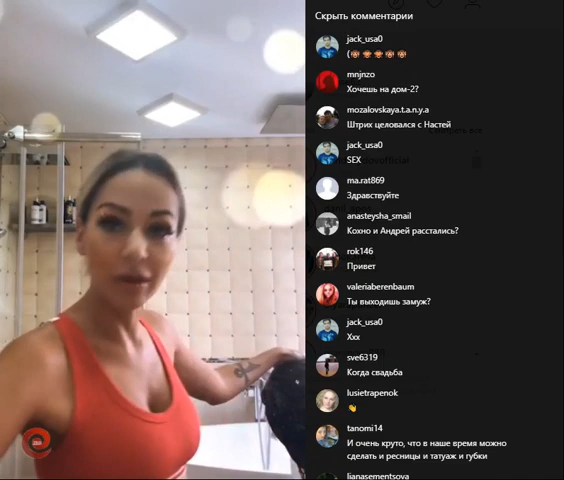 Скрыть комментарии
jack_usa0
mnjnzo
Хочешь на дом-2?
mozalovskaya.t.a.n.y.a
Штрих целовался с Настей
jack_usa0
SEX
ma.rat869
Здравствуйте
anasteysha_smail
Кохно и Андрей расстались?
rok146
Привет
valeriaberenbaum
Ты выходишь замуж?
jack_usa0
Xxx
sve6319
Когда свадьба
lusietrapenok
👏
tanomi14
И очень круто, что в наше время можно
сделать и ресницы и татуаж и губки
lianasementsova